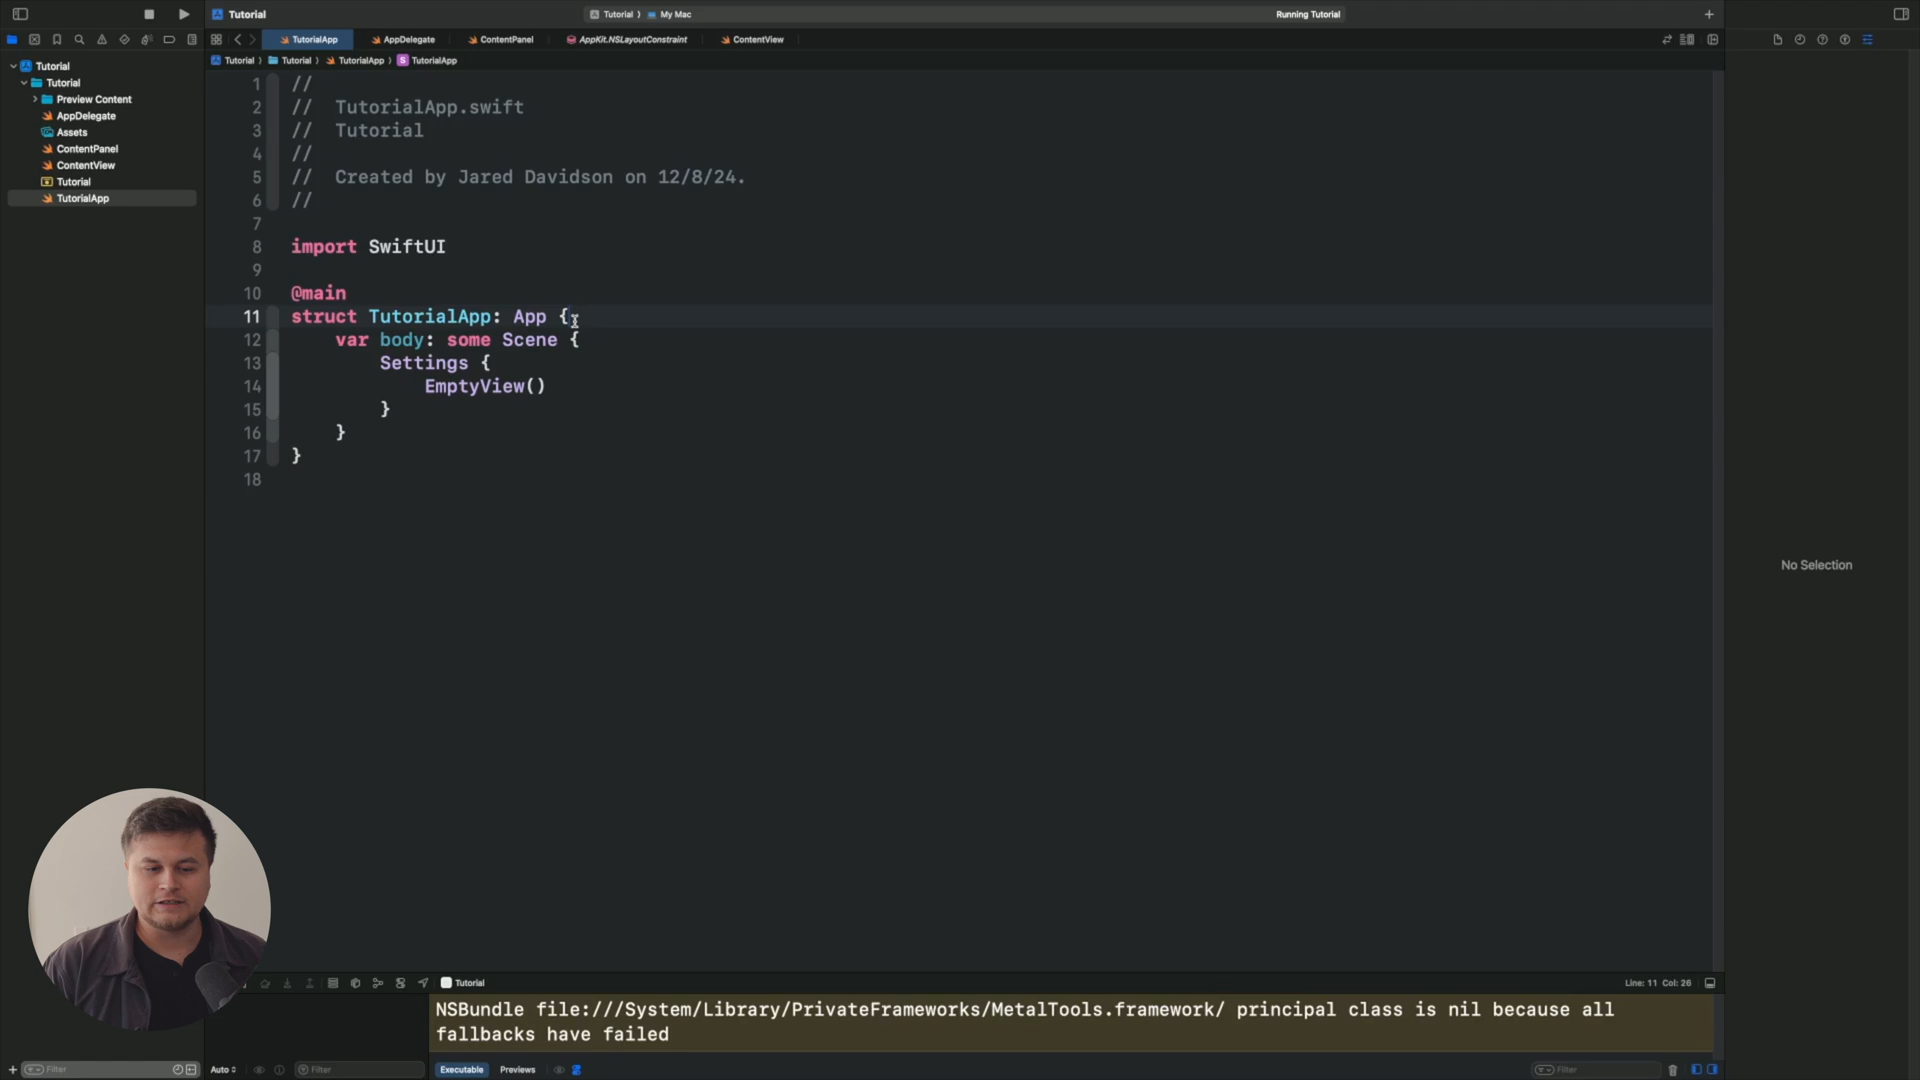 Tutorial
Tutorial 〉 My Mac
Running Tutorial
TutorialApp
AppDelegate
ContentPanel
AppKit.NSLayoutConstraint
ContentView
Tutorial 〉 Tutorial 〉 TutorialApp 〉 S TutorialApp
Tutorial
Tutorial
Preview Content
AppDelegate
Assets
ContentPanel
ContentView
Tutorial
TutorialApp
1 //
2 // TutorialApp.swift
3 // Tutorial
4 //
5 // Created by Jared Davidson on 12/8/24.
6 //
7
8 import SwiftUI
9
10 @main
11 struct TutorialApp: App {
12 var body: some Scene {
13 Settings {
14 EmptyView()
15 }
16 }
17 }
18
No Selection
Tutorial
Line: 11 Col: 26
NSBundle file:///System/Library/PrivateFrameworks/MetalTools.framework/ principal class is nil because all
fallbacks have failed
Filter
Auto
Filter
Executable
Previews
Filter